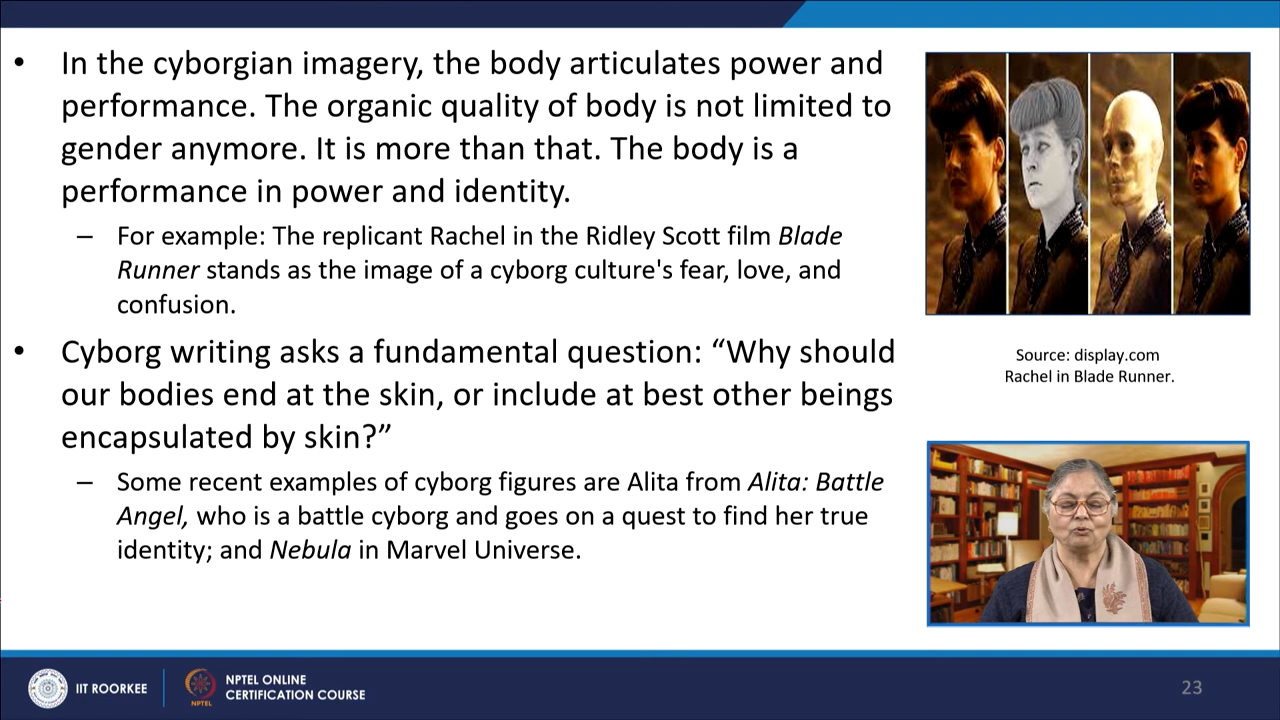 • In the cyborgian imagery, the body articulates power and
performance. The organic quality of body is not limited to
gender anymore. It is more than that. The body is a
performance in power and identity.
– For example: The replicant Rachel in the Ridley Scott film Blade
Runner stands as the image of a cyborg culture's fear, love, and
confusion.
• Cyborg writing asks a fundamental question: “Why should
our bodies end at the skin, or include at best other beings
encapsulated by skin?”
– Some recent examples of cyborg figures are Alita from Alita: Battle
Angel, who is a battle cyborg and goes on a quest to find her true
identity; and Nebula in Marvel Universe.
Source: display.com
Rachel in Blade Runner.
IIT ROORKEE
NPTEL
NPTEL ONLINE
CERTIFICATION COURSE
23